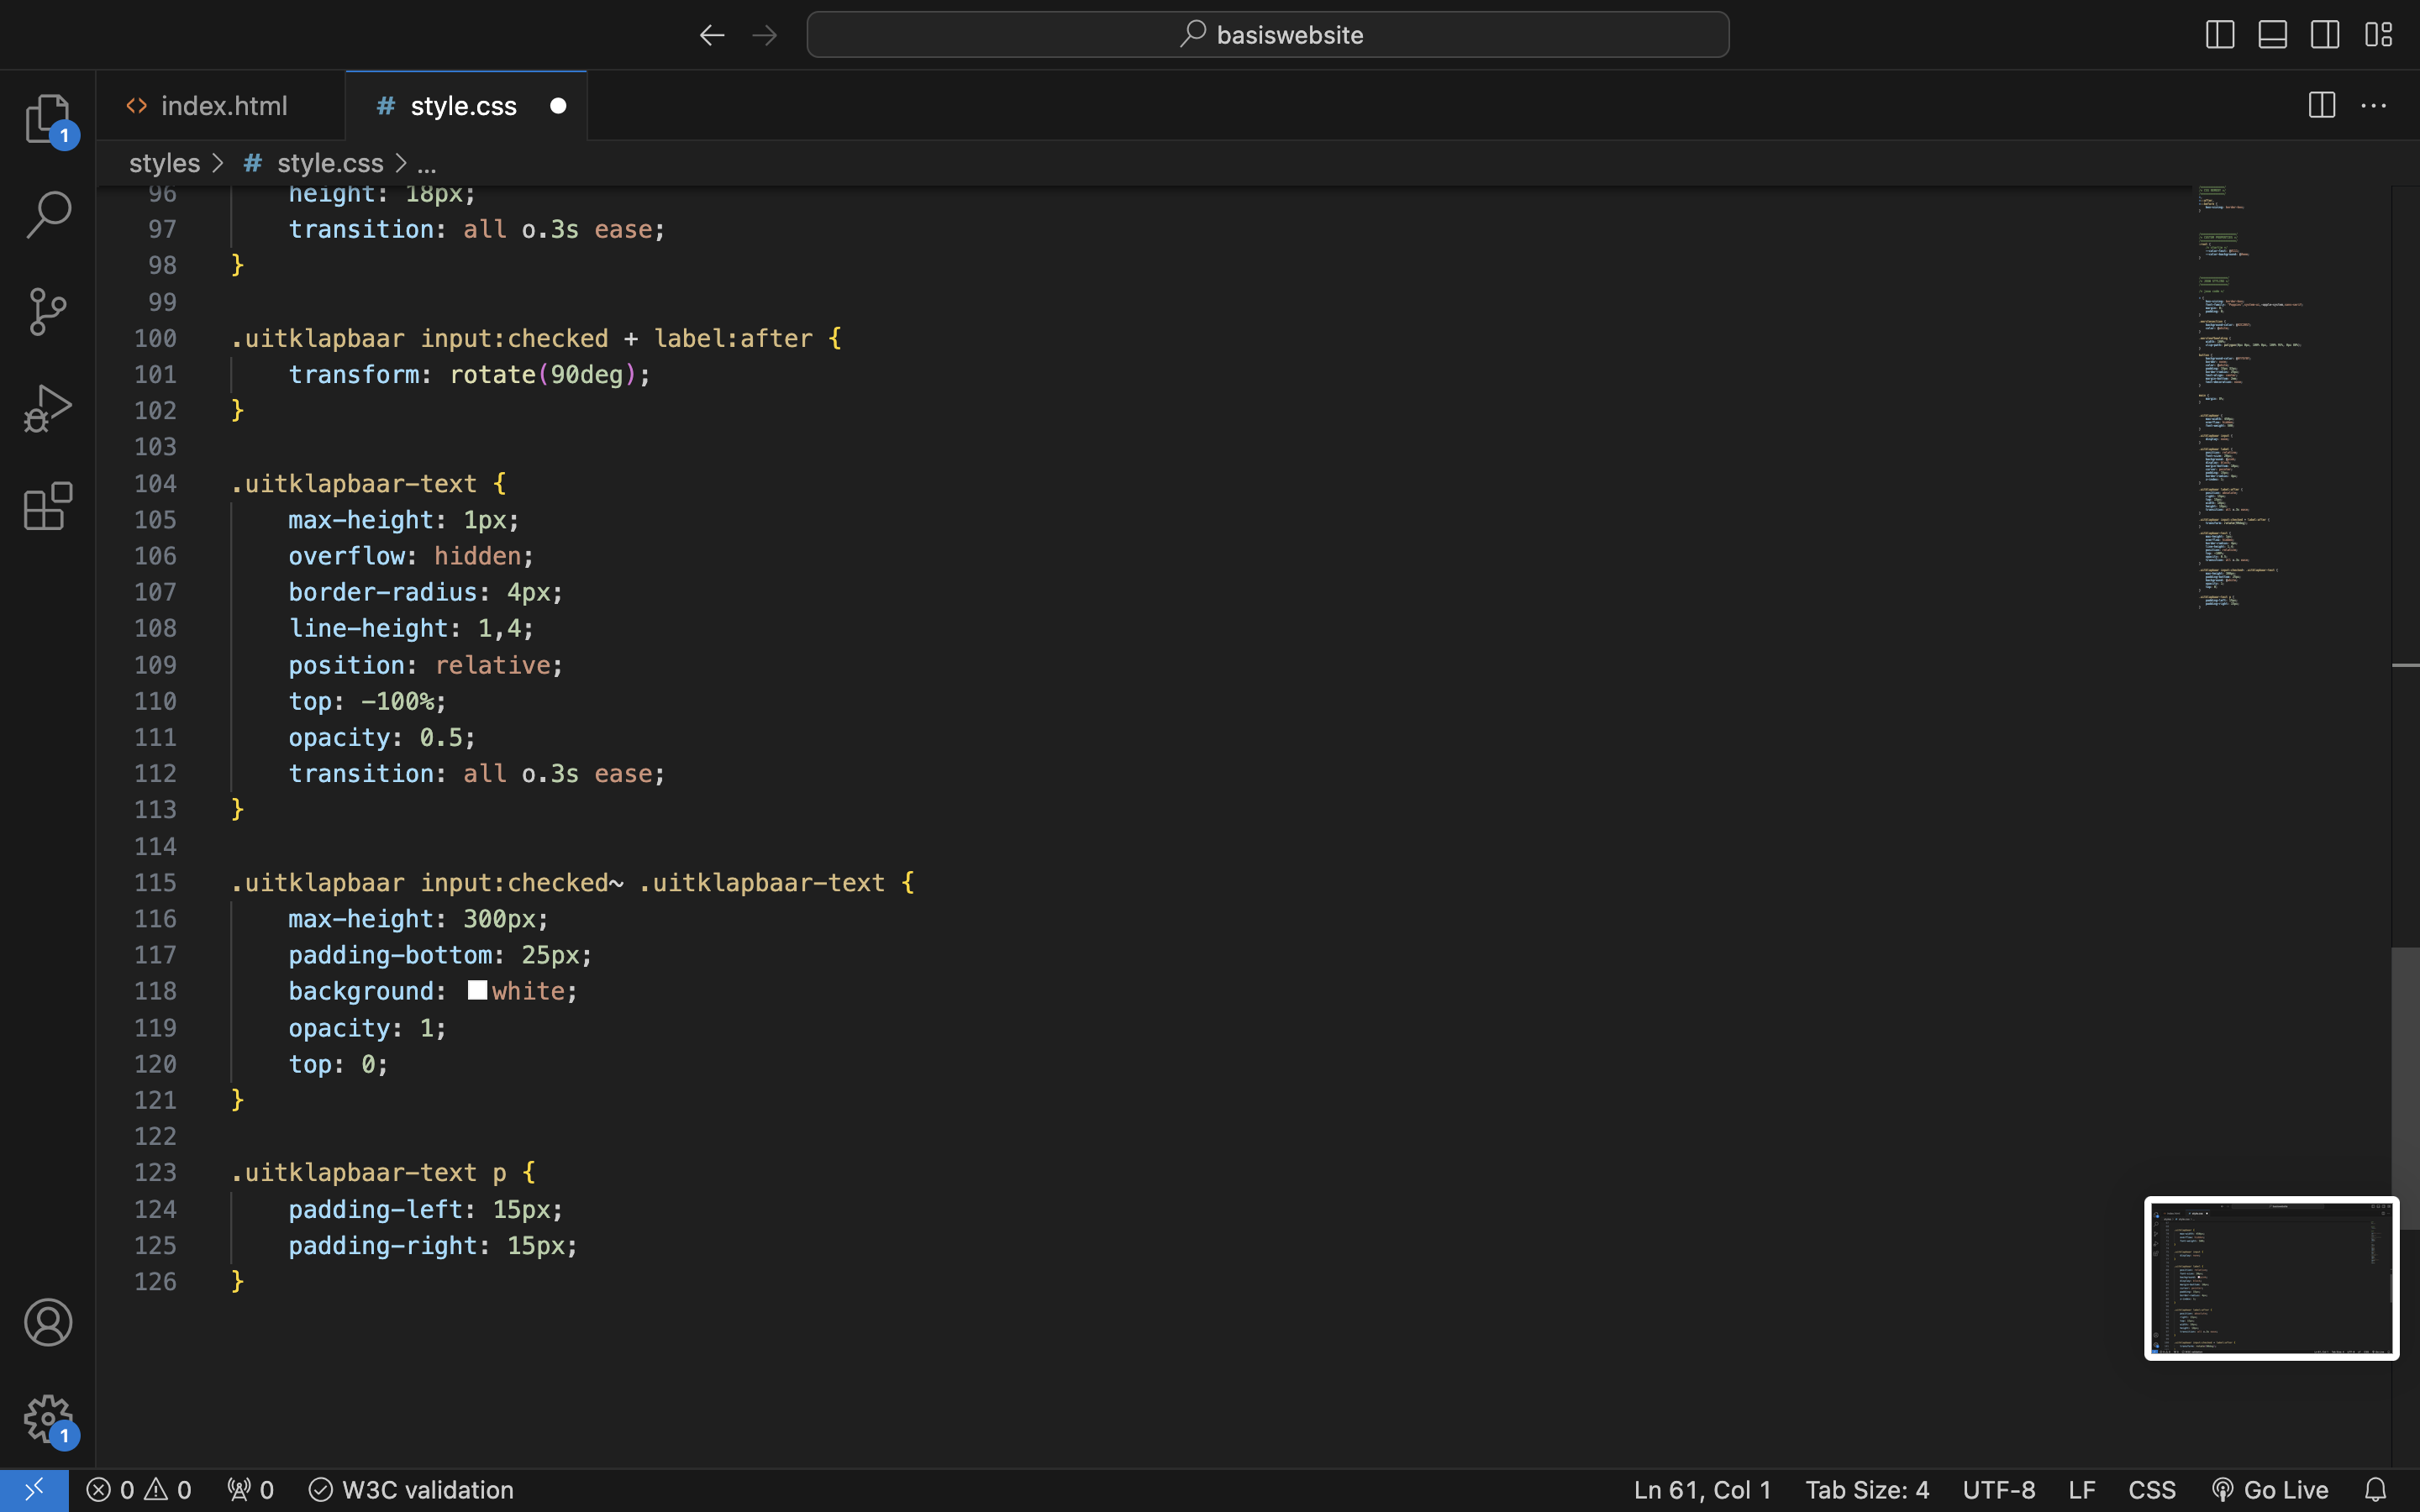 basiswebsite
index.html
style.css
styles > style.css > ...
96 height: 18px;
97 transition: all o.3s ease;
98 }
99
100 .uitklapbaar input:checked + label:after {
101 transform: rotate(90deg);
102 }
103
104 .uitklapbaar-text {
105 max-height: 1px;
106 overflow: hidden;
107 border-radius: 4px;
108 line-height: 1,4;
109 position: relative;
110 top: -100%;
111 opacity: 0.5;
112 transition: all o.3s ease;
113 }
114
115 .uitklapbaar input:checked~ .uitklapbaar-text {
116 max-height: 300px;
117 padding-bottom: 25px;
118 background: white;
119 opacity: 1;
120 top: 0;
121 }
122
123 .uitklapbaar-text p {
124 padding-left: 15px;
125 padding-right: 15px;
126 }
1
1
0 0 0 W3C validation Ln 61, Col 1 Tab Size: 4 UTF-8 LF CSS Go Live